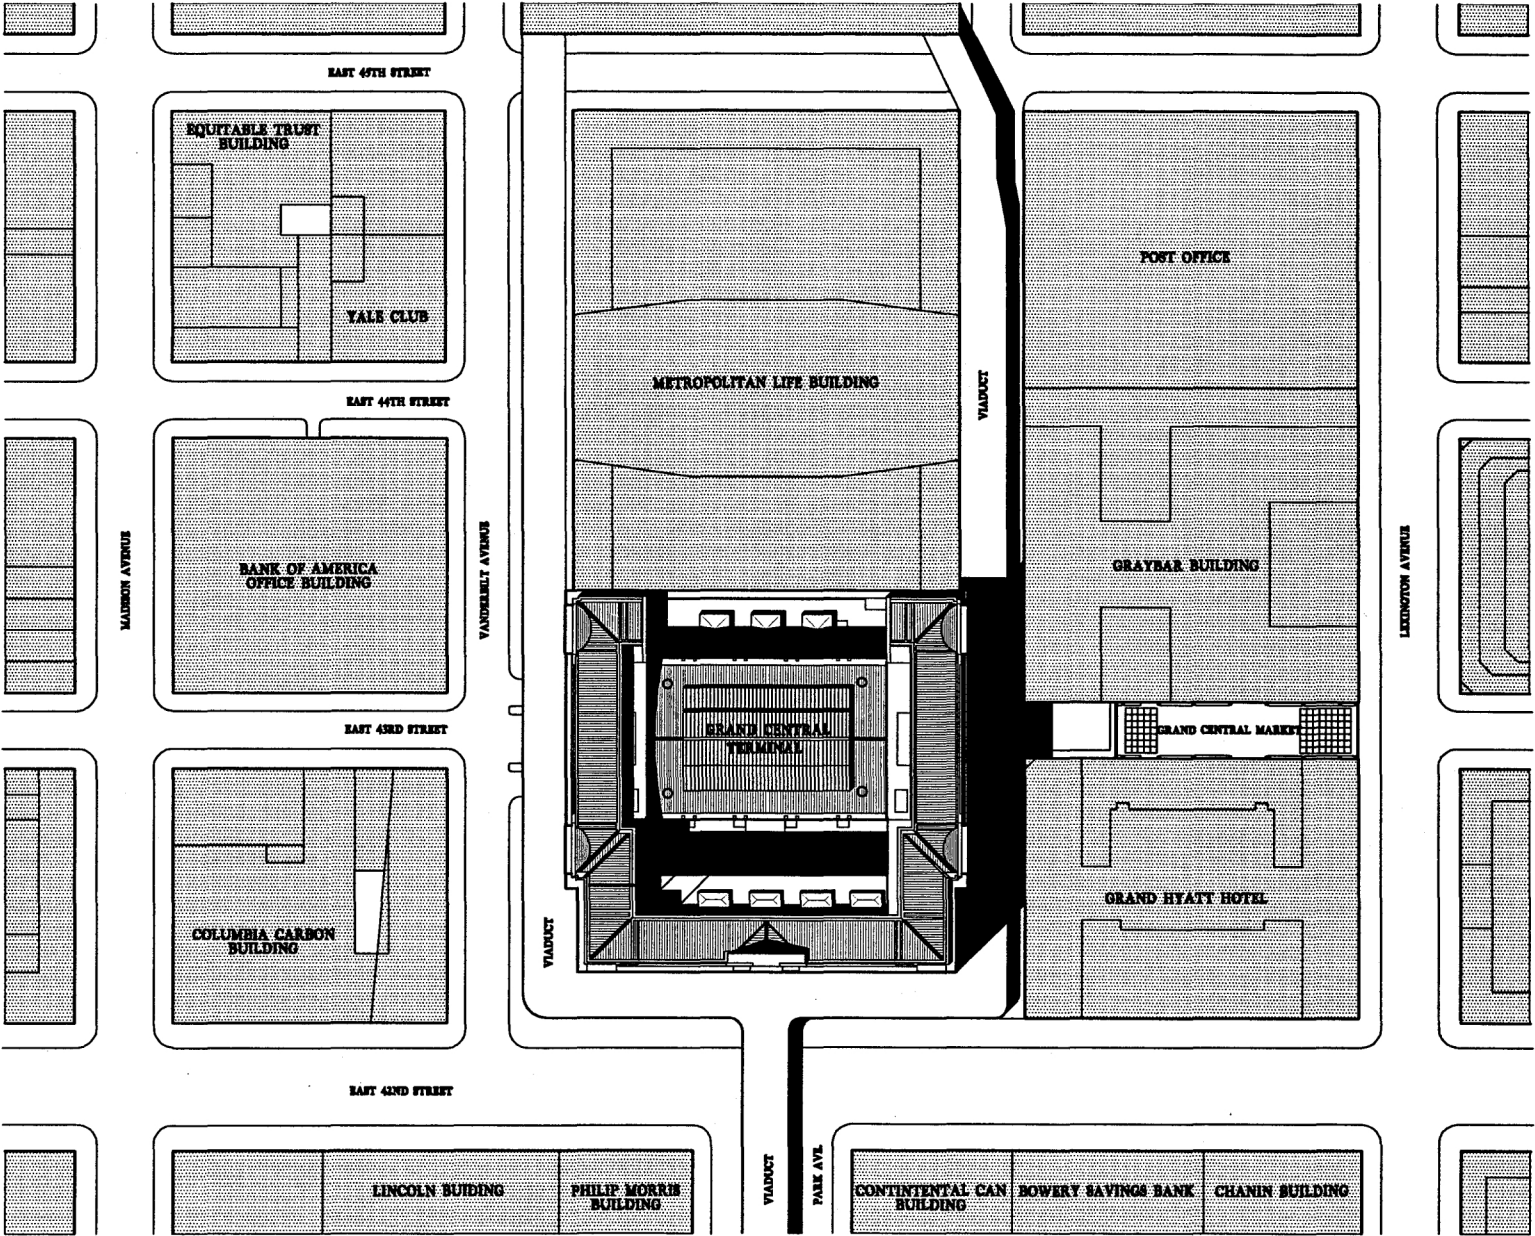 EAST 45TH STREET
EQUITABLE TRUST
BUILDING
YALE CLUB
POST OFFICE
METROPOLITAN LIFE BUILDING
VIADUCT
EAST 44TH STREET
MADISON AVENUE
BANK OF AMERICA
OFFICE BUILDING
VANDERBILT AVENUE
GRAYBAR BUILDING
LEXINGTON AVENUE
EAST 43RD STREET
GRAND CENTRAL
TERMINAL
GRAND CENTRAL MARKET
COLUMBIA CARBON
BUILDING
VIADUCT
GRAND HYATT HOTEL
EAST 42ND STREET
LINCOLN BUIDING
PHILIP MORRIS
BUILDING
VIADUCT
PARK AVE.
CONTINTENTAL CAN
BUILDING
BOWERY SAVINGS BANK
CHANIN BUILDING